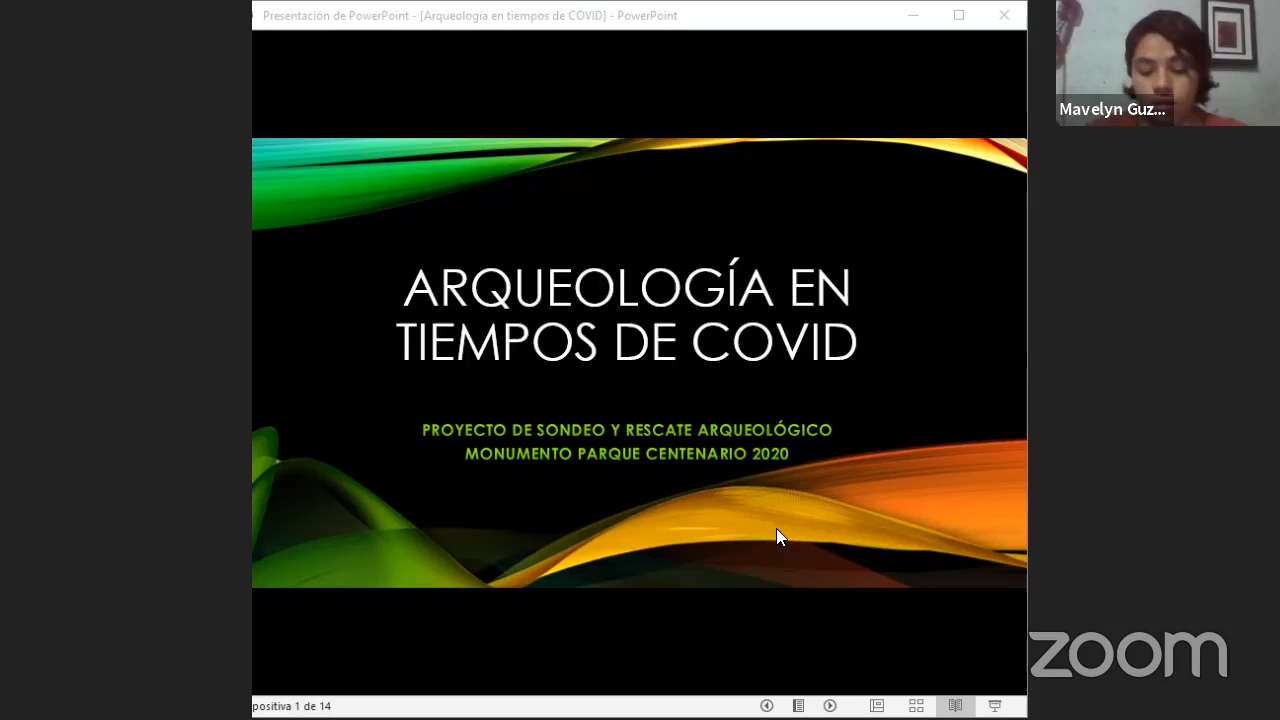 Presentación de PowerPoint - [Arqueología en tiempos de COVID] - PowerPoint
Mavelyn Guz...
ARQUEOLOGÍA EN
TIEMPOS DE COVID
PROYECTO DE SONDEO Y RESCATE ARQUEOLÓGICO
MONUMENTO PARQUE CENTENARIO 2020
zoom
positiva 1 de 14